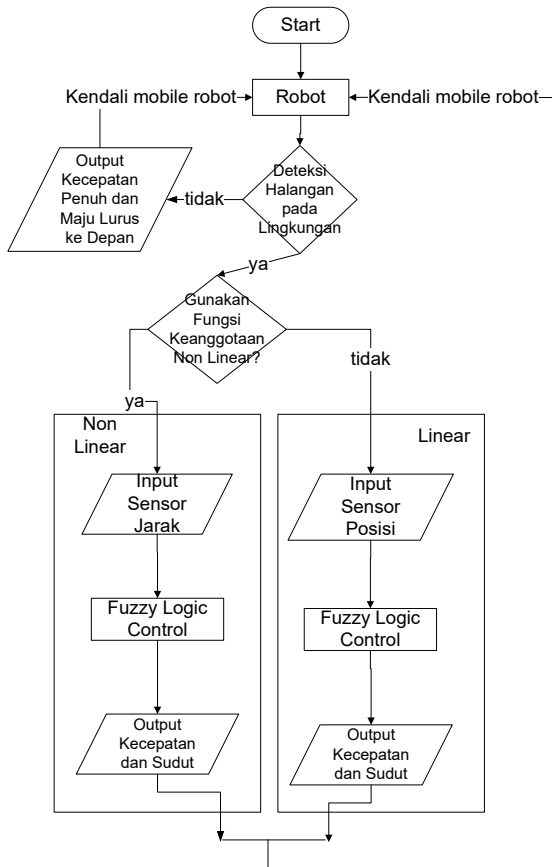 Start
Kendali mobile robot
Robot
Kendali mobile robot
Output
Kecepatan
Penuh dan
Maju Lurus
ke Depan
tidak
Deteksi
Halangan
pada
Lingkungan
ya
Gunakan
Fungsi
Keanggotaan
Non Linear?
tidak
ya
Non
Linear
Input
Sensor
Jarak
Fuzzy Logic
Control
Output
Kecepatan
dan Sudut
Linear
Input
Sensor
Posisi
Fuzzy Logic
Control
Output
Kecepatan
dan Sudut